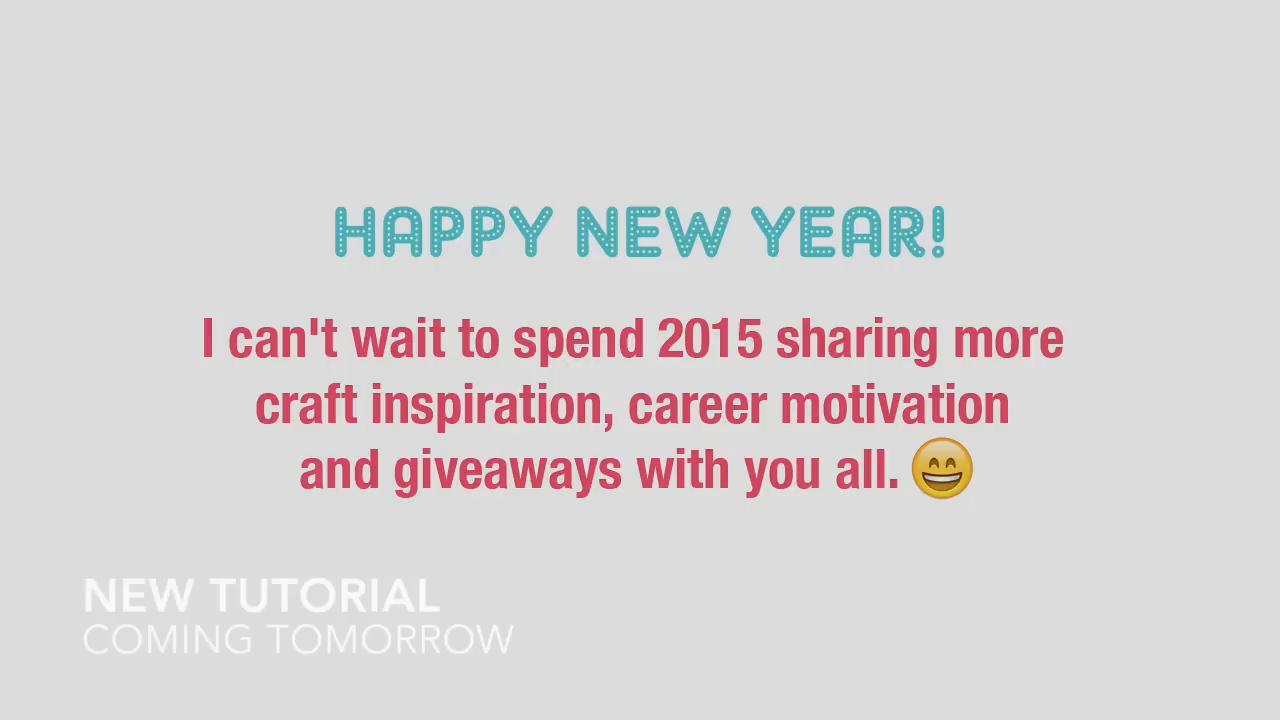 HAPPY NEW YEAR!
I can't wait to spend 2015 sharing more
craft inspiration, career motivation
and giveaways with you all. 😄
NEW TUTORIAL
COMING TOMORROW